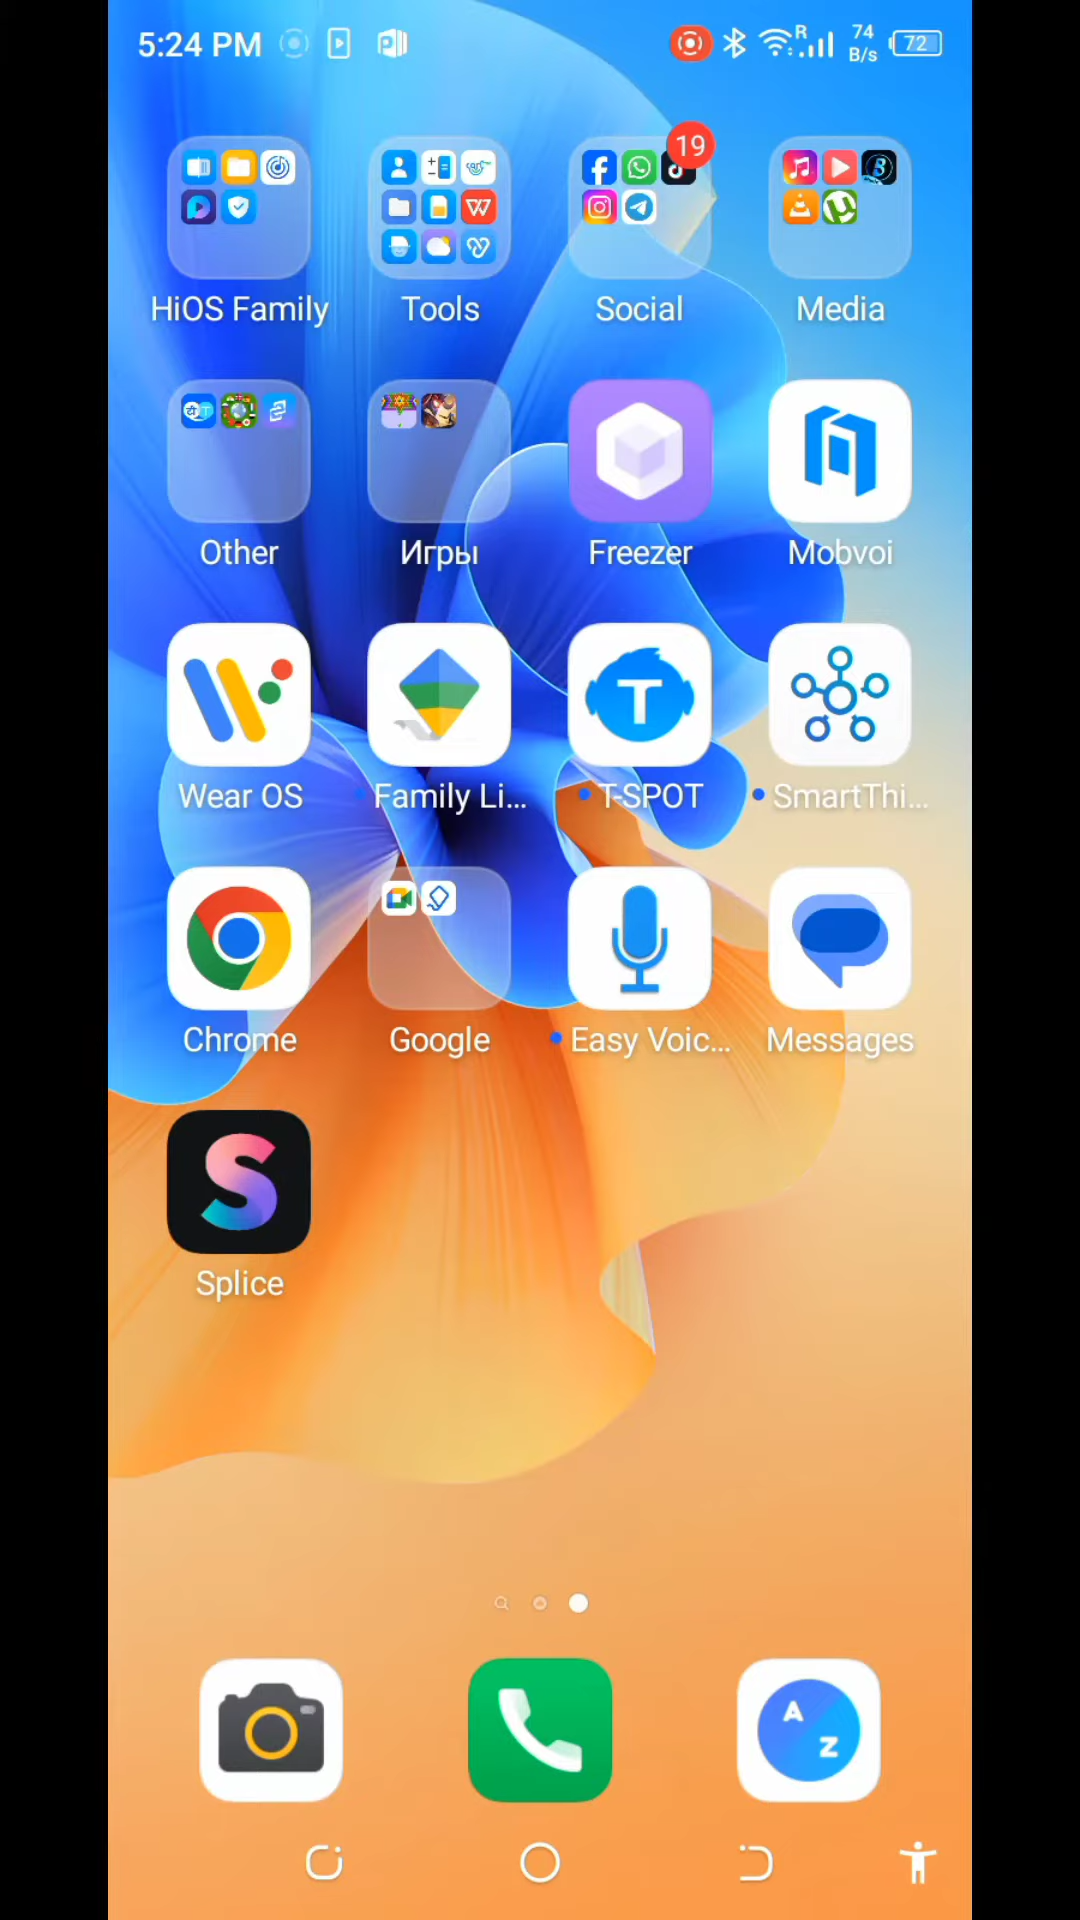 5:24 PM
R
74
B/s
72
19
HiOS Family
Tools
Social
Media
Other
Игры
Freezer
Mobvoi
T
Wear OS
Family Li...
T-SPOT
SmartThi...
Chrome
Google
Easy Voic...
Messages
S
Splice
A
Z